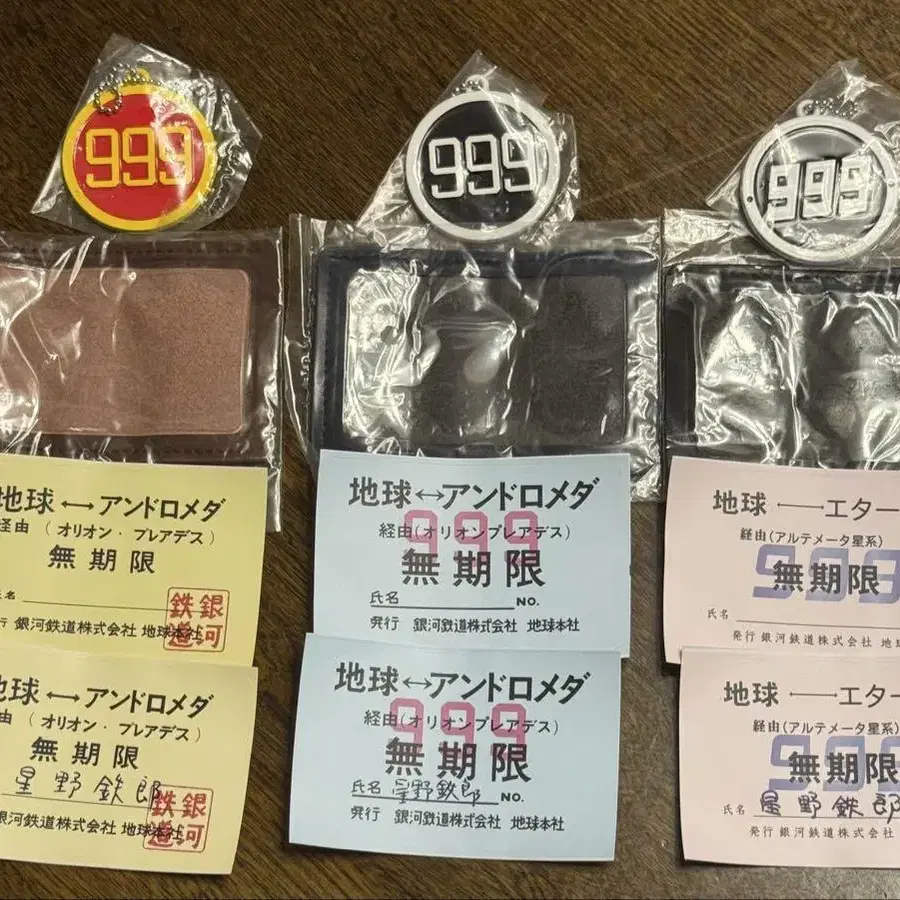 999
999
999
地球 ←→ アンドロメダ
経由 ( オリオン・プレアデス)
無期限
名
行 銀河鉄道株式会社 地球本社
銀河
鉄道
地球↔アンドロメダ
経由(オリオンプレアデス)
999
無期限
氏名 NO.
発行 銀河鉄道株式会社 地球本社
地球 ── エター
経由(アルテメータ星系)
999
無期限
氏名
発行 銀河鉄道株式会社 地
地球 ←→ アンドロメダ
由 ( オリオン・プレアデス)
無期限
星野鉄郎
銀河鉄道株式会社 地球本社
銀河
鉄道
地球↔アンドロメダ
経由(オリオンプレアデス)
999
無期限
氏名 星野鉄郎 NO.
発行 銀河鉄道株式会社 地球本社
地球 ── エター
経由(アルテメータ星系)
999
無期限
氏名 星野鉄郎
発行 銀河鉄道株式会社